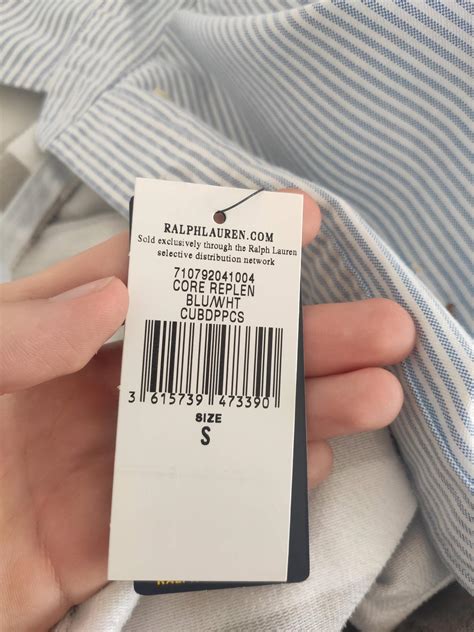 RALPHLAUREN.COM
Sold exclusively through the Ralph Lauren
selective distribution network
710792041004
CORE REPLEN
BLU/WHT
CUBDPPCS
3 615739 473390
SIZE
S